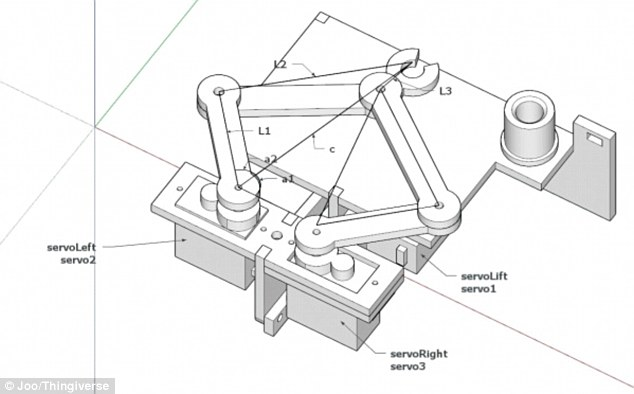 L2
L3
L1
a2
a1
c
servoLeft
servo2
servoLift
servo1
servoRight
servo3
© Joo/Thingiverse